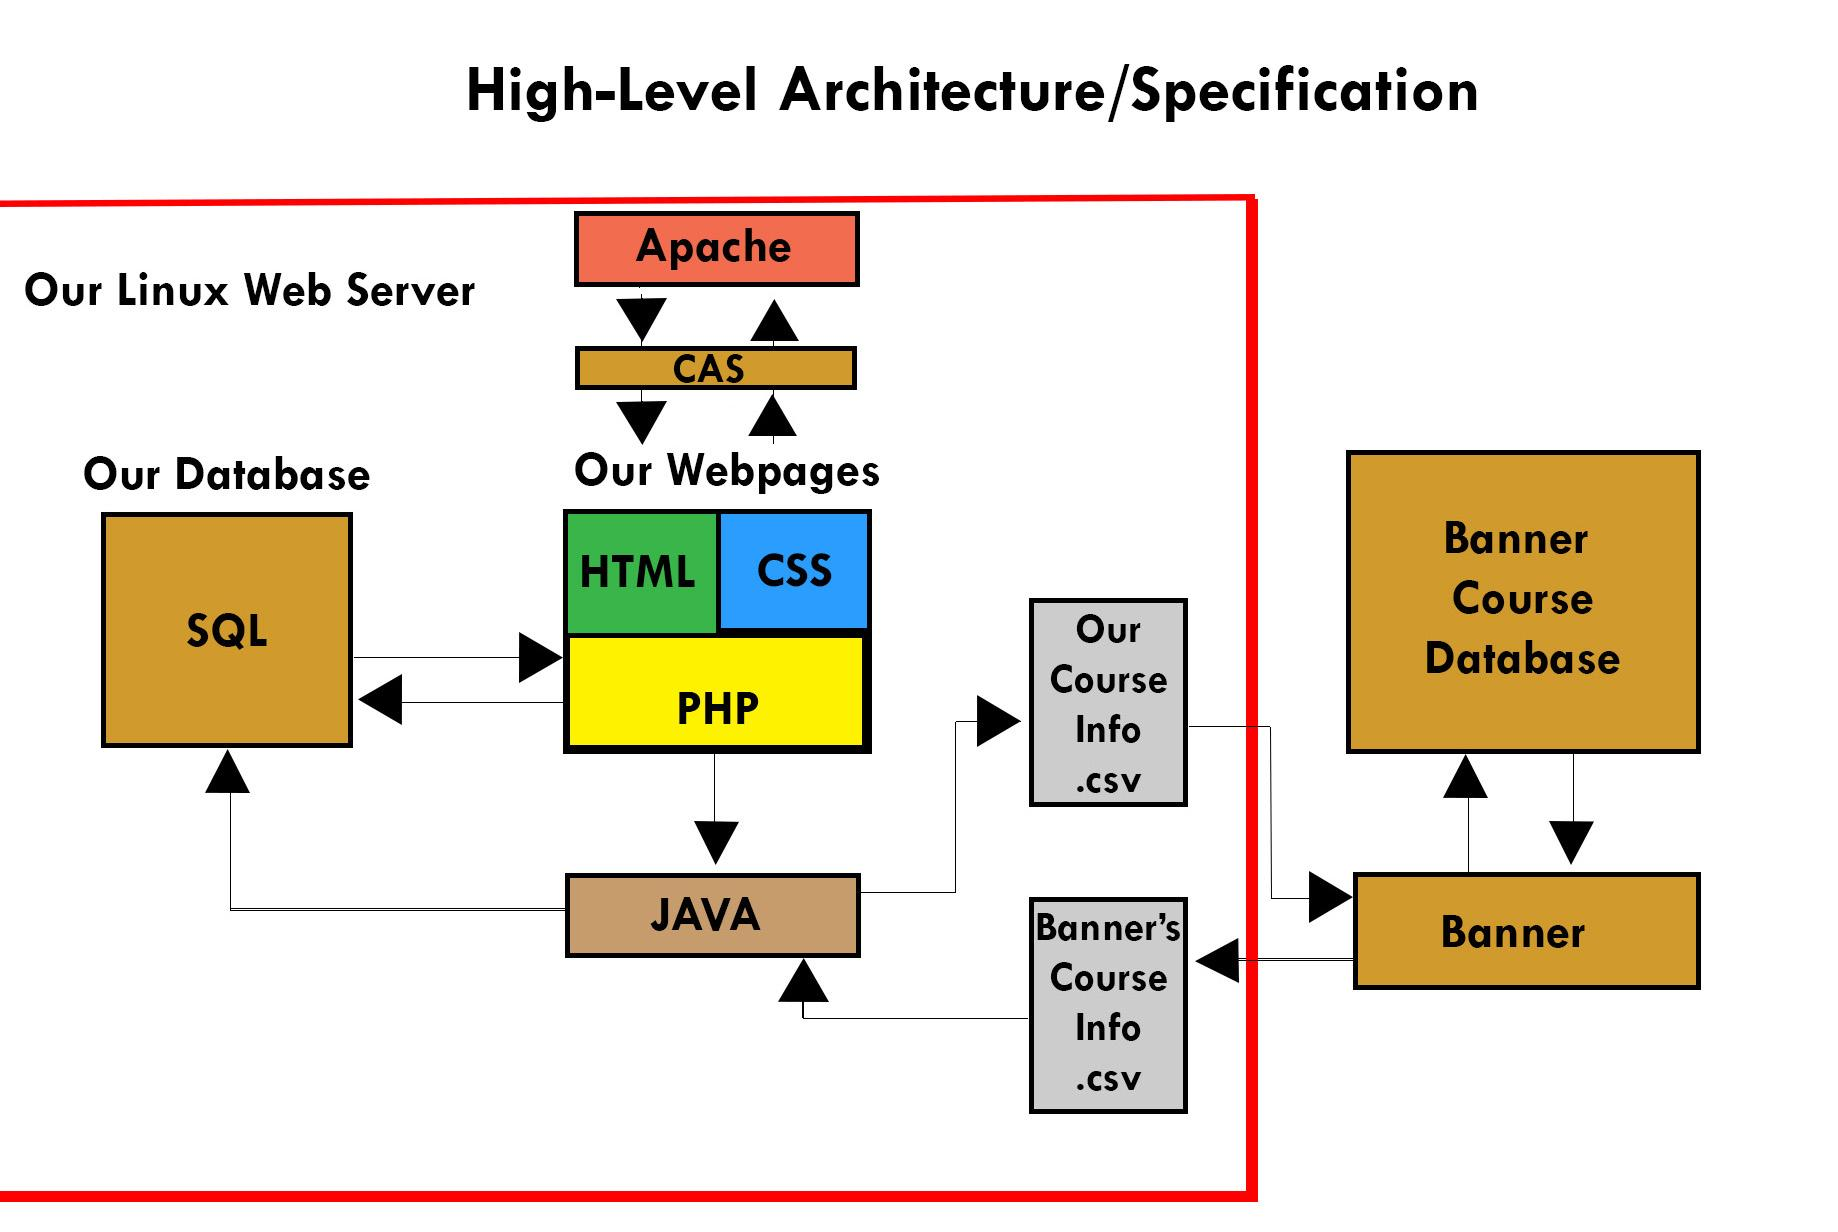 High-Level Architecture/Specification
Apache
Our Linux Web Server
CAS
Our Database
Our Webpages
SQL
HTML
CSS
PHP
JAVA
Our
Course
Info
.csv
Banner's
Course
Info
.csv
Banner
Course
Database
Banner